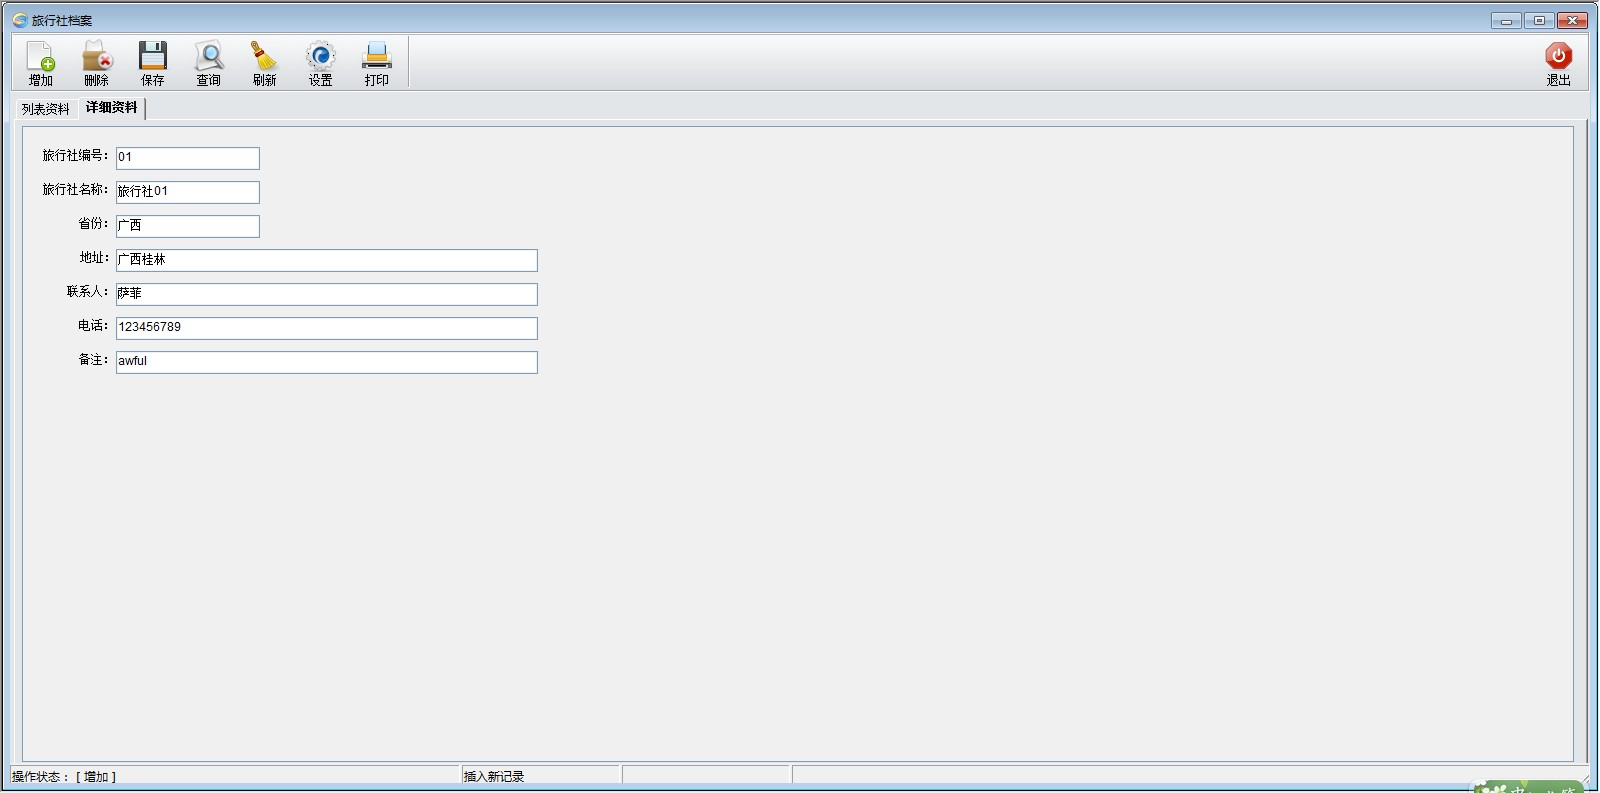 旅行社档案
增加 删除 保存 查询 刷新 设置 打印 退出
列表资料 详细资料
旅行社编号： 01
旅行社名称： 旅行社01
省份： 广西
地址： 广西桂林
联系人： 萨菲
电话： 123456789
备注： awful
操作状态： [ 增加 ] 插入新记录